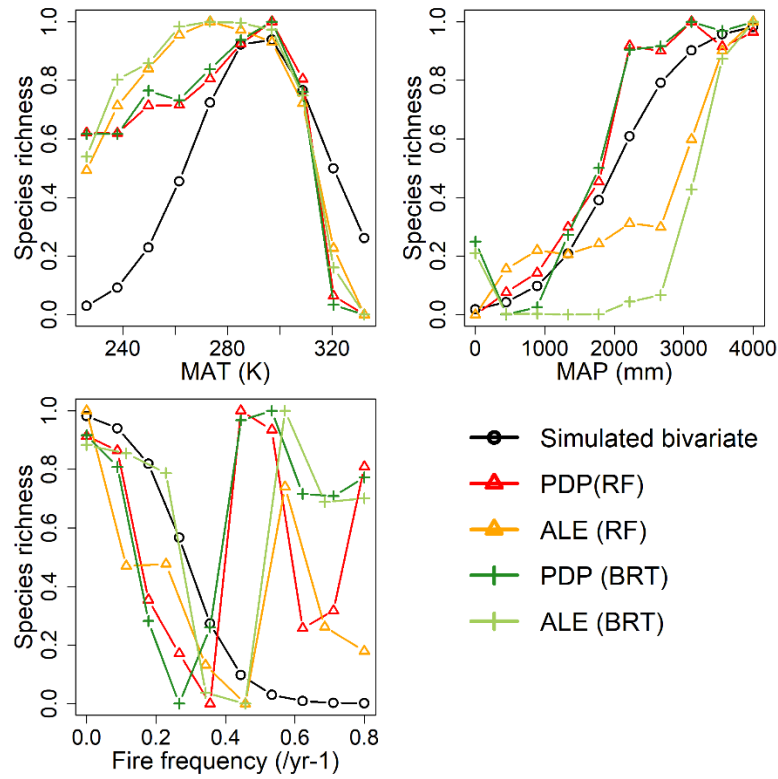 Species richness
1.0
0.8
0.6
0.4
0.2
0.0
240
280
320
MAT (K)
Species richness
1.0
0.8
0.6
0.4
0.2
0.0
0
1000
2000
3000
4000
MAP (mm)
Species richness
1.0
0.8
0.6
0.4
0.2
0.0
0.0
0.2
0.4
0.6
0.8
Fire frequency (/yr-1)
Simulated bivariate
PDP(RF)
ALE (RF)
PDP (BRT)
ALE (BRT)